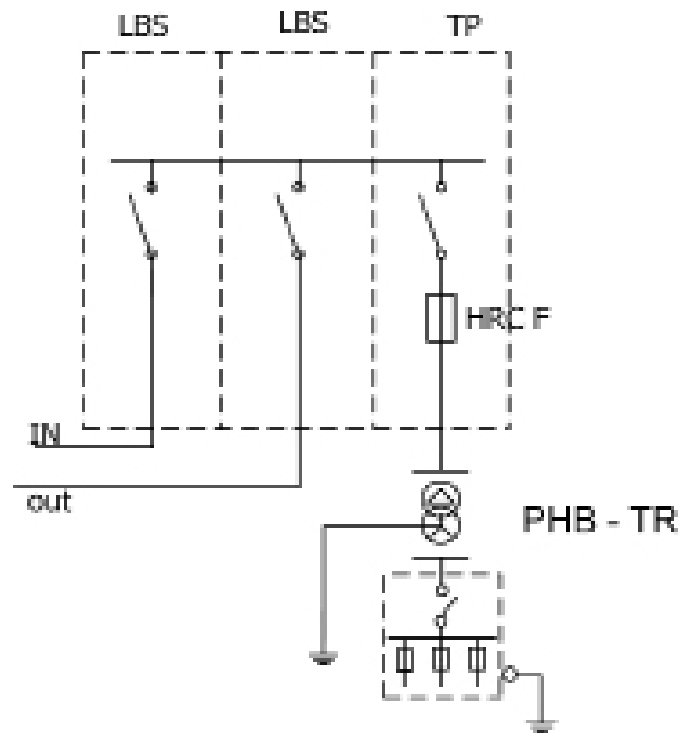 LBS
LBS
TP
HRC F
IN
out
PHB - TR